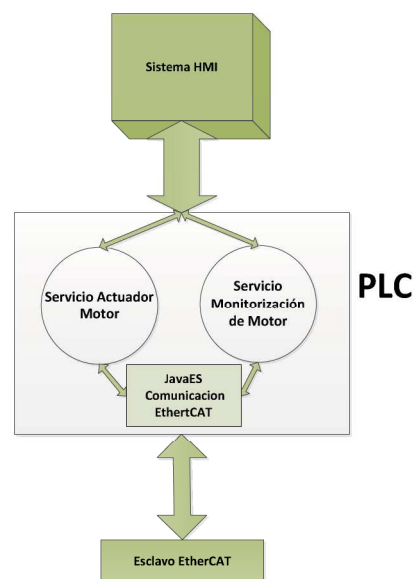 Sistema HMI
PLC
Servicio Actuador
Motor
Servicio
Monitorización
de Motor
JavaES
Comunicacion
EthertCAT
Esclavo EtherCAT